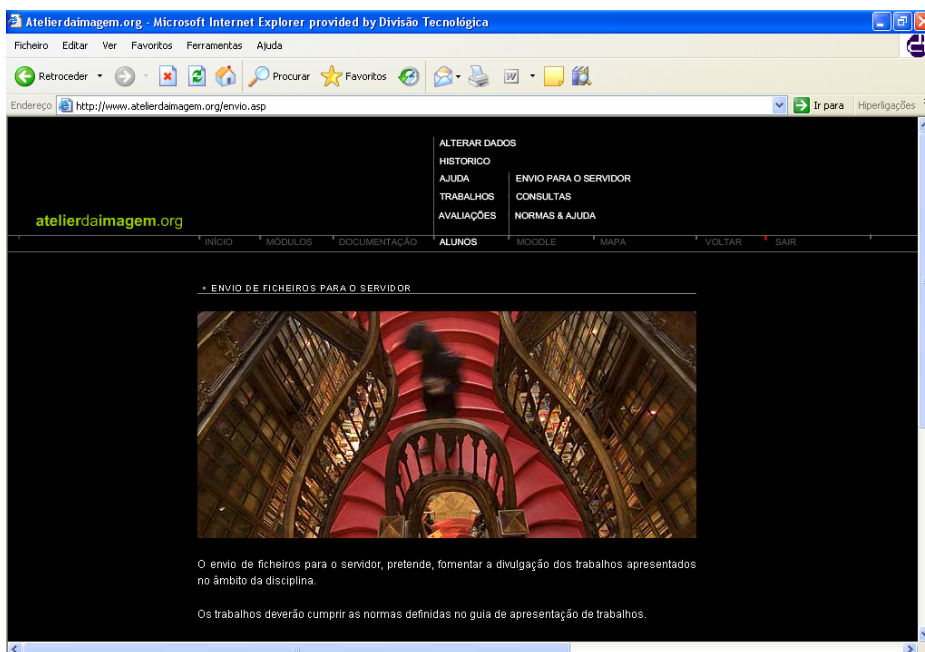 Atelierdaimagem.org - Microsoft Internet Explorer provided by Divisão Tecnológica
Ficheiro Editar Ver Favoritos Ferramentas Ajuda
Retroceder Procurar Favoritos
Endereço http://www.atelierdaimagem.org/envio.asp Ir para Hiperligações
ALTERAR DADOS
HISTORICO
AJUDA ENVIO PARA O SERVIDOR
TRABALHOS CONSULTAS
AVALIAÇÕES NORMAS & AJUDA
atelierdaimagem.org
INÍCIO MÓDULOS DOCUMENTAÇÃO ALUNOS MOODLE MAPA VOLTAR SAIR
ENVIO DE FICHEIROS PARA O SERVIDOR
O envio de ficheiros para o servidor, pretende, fomentar a divulgação dos trabalhos apresentados
no âmbito da disciplina.
Os trabalhos deverão cumprir as normas definidas no guia de apresentação de trabalhos.